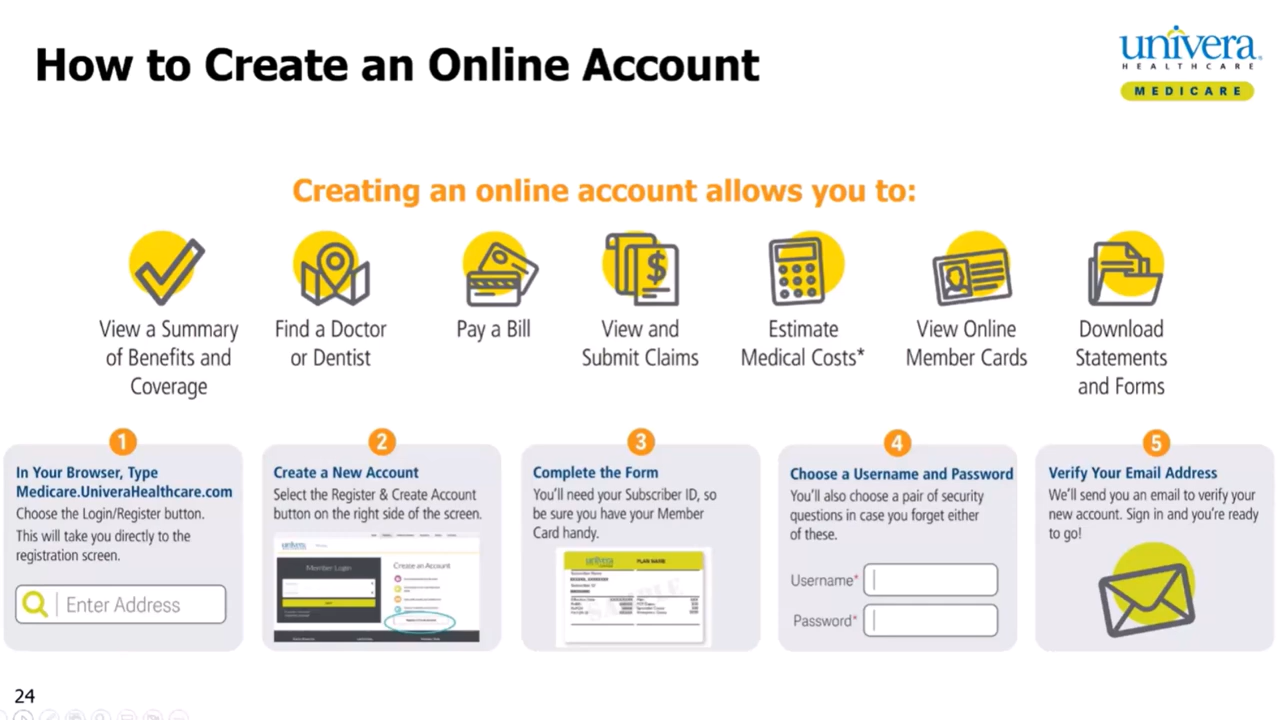 How to Create an Online Account
univera
HEALTHCARE
MEDICARE
Creating an online account allows you to:
View a Summary
of Benefits and
Coverage
Find a Doctor
or Dentist
Pay a Bill
View and
Submit Claims
Estimate
Medical Costs*
View Online
Member Cards
Download
Statements
and Forms
1
In Your Browser, Type
Medicare.UniveraHealthcare.com
Choose the Login/Register button.
This will take you directly to the
registration screen.
Enter Address
2
Create a New Account
Select the Register & Create Account
button on the right side of the screen.
univera
Member Login
Create an Account
3
Complete the Form
You'll need your Subscriber ID, so
be sure you have your Member
Card handy.
univera
PLAN NAME
SAMPLE
4
Choose a Username and Password
You'll also choose a pair of security
questions in case you forget either
of these.
Username*
Password*
5
Verify Your Email Address
We'll send you an email to verify your
new account. Sign in and you're ready
to go!
24